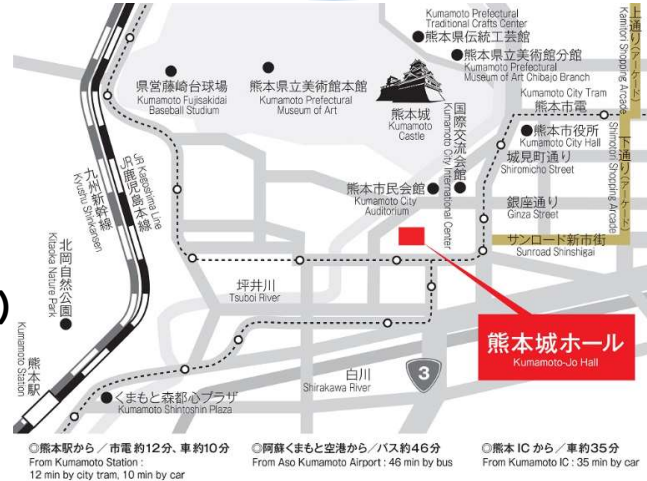 Kumamoto Prefectural
Traditional Crafts Center
熊本県伝統工芸館
熊本県立美術館分館
Kumamoto Prefectural
Museum of Art Chibajo Branch
上通り(アーケード)
Kamitori Shopping Arcade
県営藤崎台球場
Kumamoto Fujisakidai
Baseball Studium
熊本県立美術館本館
Kumamoto Prefectural
Museum of Art
熊本城
Kumamoto
Castle
国際交流会館
Kumamoto City International Center
Kumamoto City Tram
熊本市電
熊本市役所
Kumamoto City Hall
城見町通り
Shiromicho Street
下通り(アーケード)
Shimotori Shopping Arcade
JR鹿児島本線
JR Kagoshima Line
九州新幹線
Kyushu Shinkansen
熊本市民会館
Kumamoto City
Auditorium
銀座通り
Ginza Street
サンロード新市街
Sunroad Shinshigai
北岡自然公園
Kitaoka Nature Park
坪井川
Tsuboi River
)
熊本城ホール
Kumamoto-Jo Hall
熊本駅
Kumamoto Station
白川
Shirakawa River
3
くまもと森都心プラザ
Kumamoto Shintoshin Plaza
◎熊本駅から/市電 約12分、車 約10分
From Kumamoto Station :
12 min by city tram, 10 min by car
◎阿蘇くまもと空港から/バス約46分
From Aso Kumamoto Airport : 46 min by bus
◎熊本 IC から/車約35分
From Kumamoto IC : 35 min by car